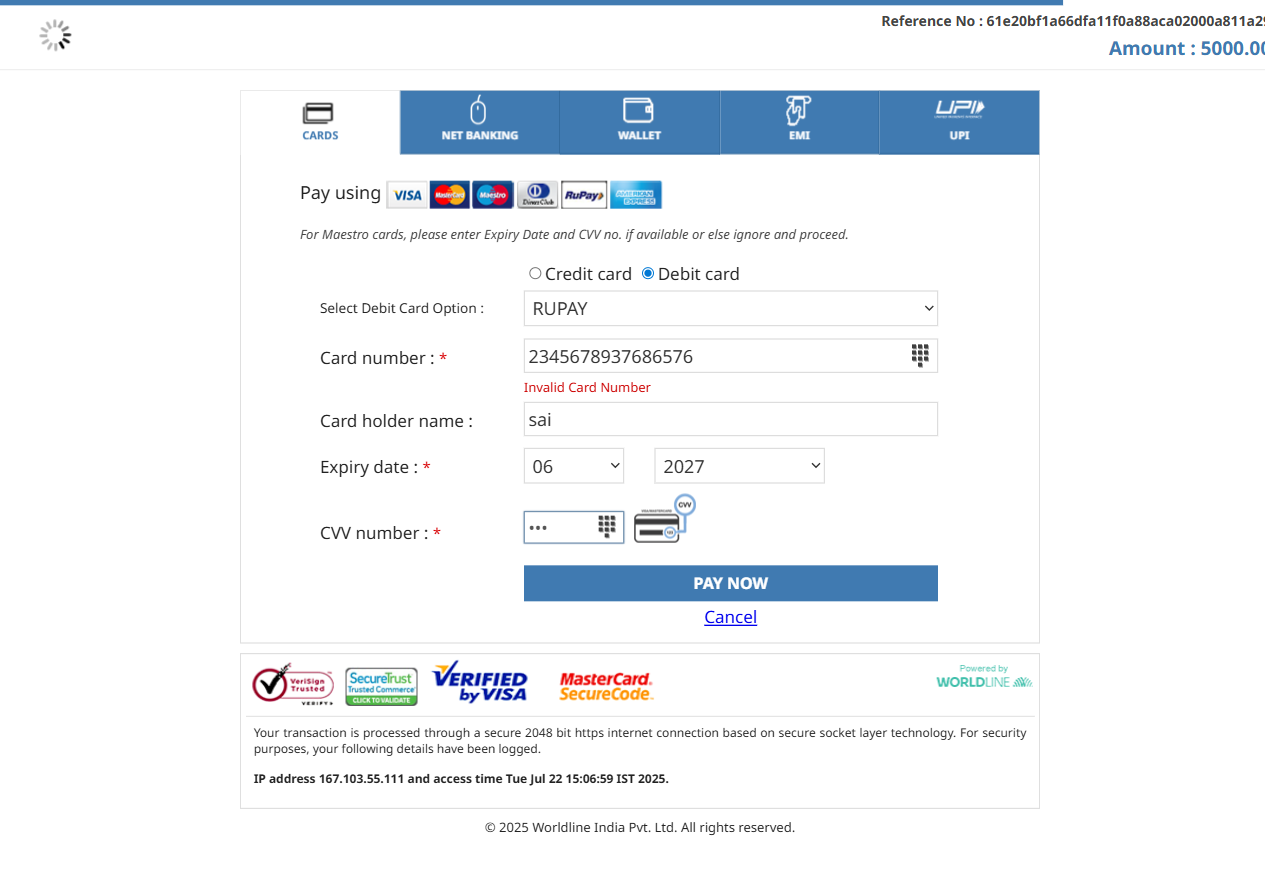 Reference No : 61e20bf1a66dfa11f0a88aca02000a811a29
Amount : 5000.00
CARDS
NET BANKING
WALLET
EMI
UPI
UPI
Pay using VISA MasterCard Maestro Diners Club RuPay AMERICAN EXPRESS
For Maestro cards, please enter Expiry Date and CVV no. if available or else ignore and proceed.
Credit card Debit card
Select Debit Card Option : RUPAY
Card number : * 2345678937686576
Invalid Card Number
Card holder name : sai
Expiry date : * 06 2027
CVV
CVV number : * •••
PAY NOW
Cancel
VeriSign Trusted VERIFY
SecureTrust Trusted Commerce CLICK TO VALIDATE
VERIFIED by VISA
MasterCard. SecureCode.
Powered by
WORLDLINE
Your transaction is processed through a secure 2048 bit https internet connection based on secure socket layer technology. For security
purposes, your following details have been logged.
IP address 167.103.55.111 and access time Tue Jul 22 15:06:59 IST 2025.
© 2025 Worldline India Pvt. Ltd. All rights reserved.